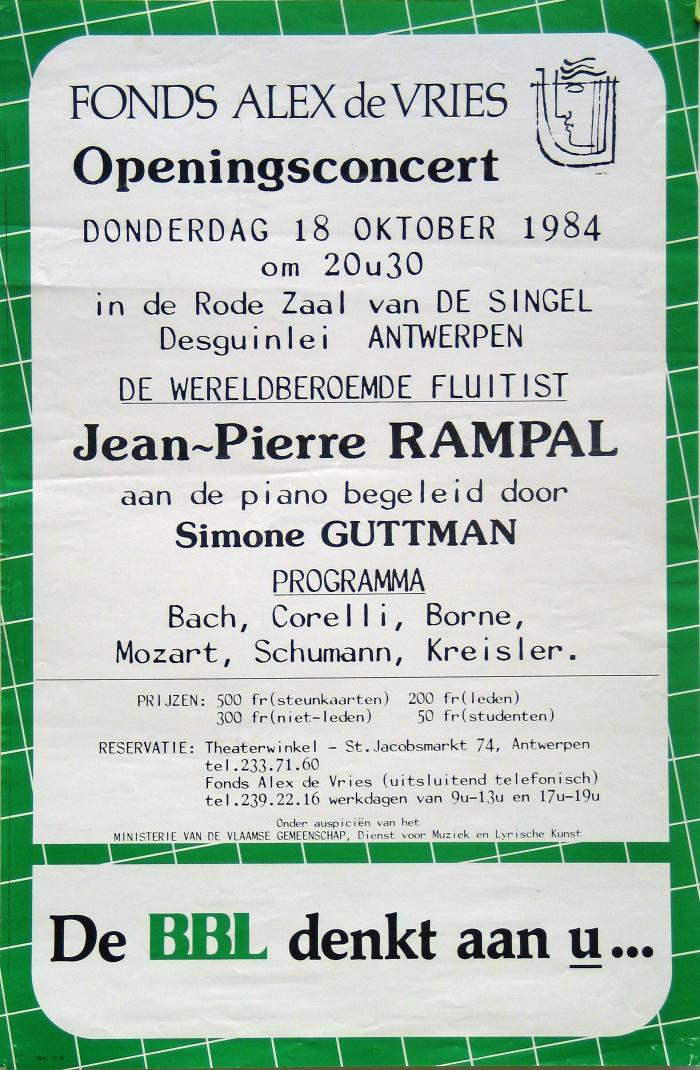 FONDS ALEX de VRIES
Openingsconcert
DONDERDAG 18 OKTOBER 1984
om 20u30
in de Rode Zaal van DE SINGEL
Desguinlei ANTWERPEN
DE WERELDBEROEMDE FLUITIST
Jean~Pierre RAMPAL
aan de piano begeleid door
Simone GUTTMAN
PROGRAMMA
Bach, Corelli, Borne,
Mozart, Schumann, Kreisler.
PRIJZEN: 500 fr(steunkaarten) 200 fr(leden)
300 fr(niet-leden) 50 fr(studenten)
RESERVATIE: Theaterwinkel - St.Jacobsmarkt 74, Antwerpen
tel.233.71.60
Fonds Alex de Vries (uitsluitend telefonisch)
tel.239.22.16 werkdagen van 9u-13u en 17u-19u
Onder auspiciën van het
MINISTERIE VAN DE VLAAMSE GEMEENSCHAP, Dienst voor Muziek en Lyrische Kunst
De BBL denkt aan u...